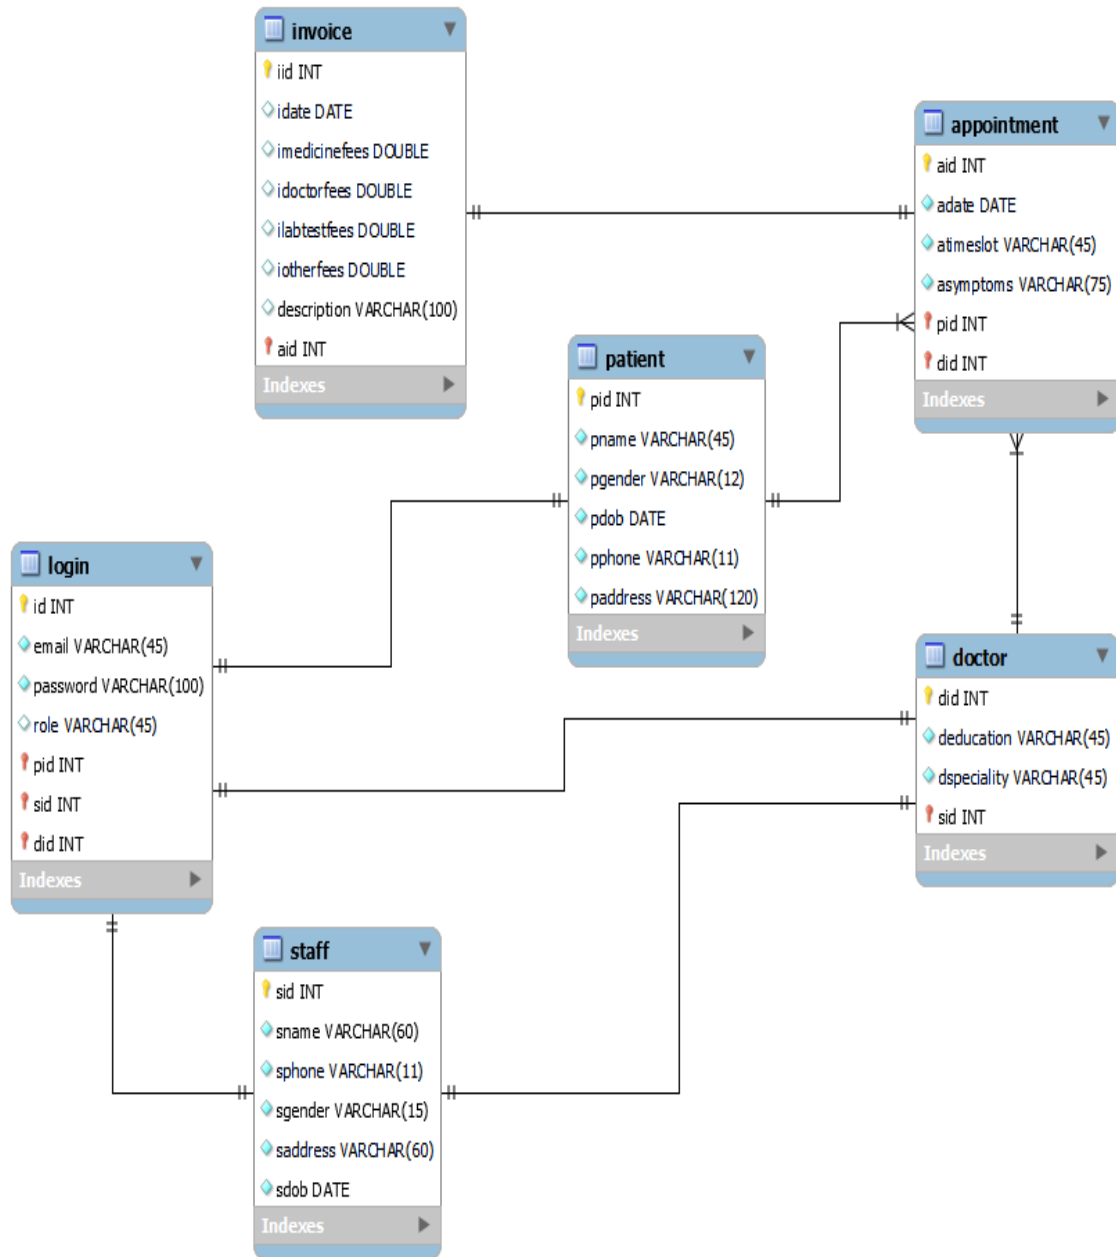 invoice
iid INT
idate DATE
imedicinefees DOUBLE
idoctorfees DOUBLE
ilabtestfees DOUBLE
iotherfees DOUBLE
description VARCHAR(100)
aid INT
Indexes
appointment
aid INT
adate DATE
atimeslot VARCHAR(45)
asymptoms VARCHAR(75)
pid INT
did INT
Indexes
patient
pid INT
pname VARCHAR(45)
pgender VARCHAR(12)
pdob DATE
pphone VARCHAR(11)
paddress VARCHAR(120)
Indexes
login
id INT
email VARCHAR(45)
password VARCHAR(100)
role VARCHAR(45)
pid INT
sid INT
did INT
Indexes
doctor
did INT
deducation VARCHAR(45)
dspeciality VARCHAR(45)
sid INT
Indexes
staff
sid INT
sname VARCHAR(60)
sphone VARCHAR(11)
sgender VARCHAR(15)
saddress VARCHAR(60)
sdob DATE
Indexes